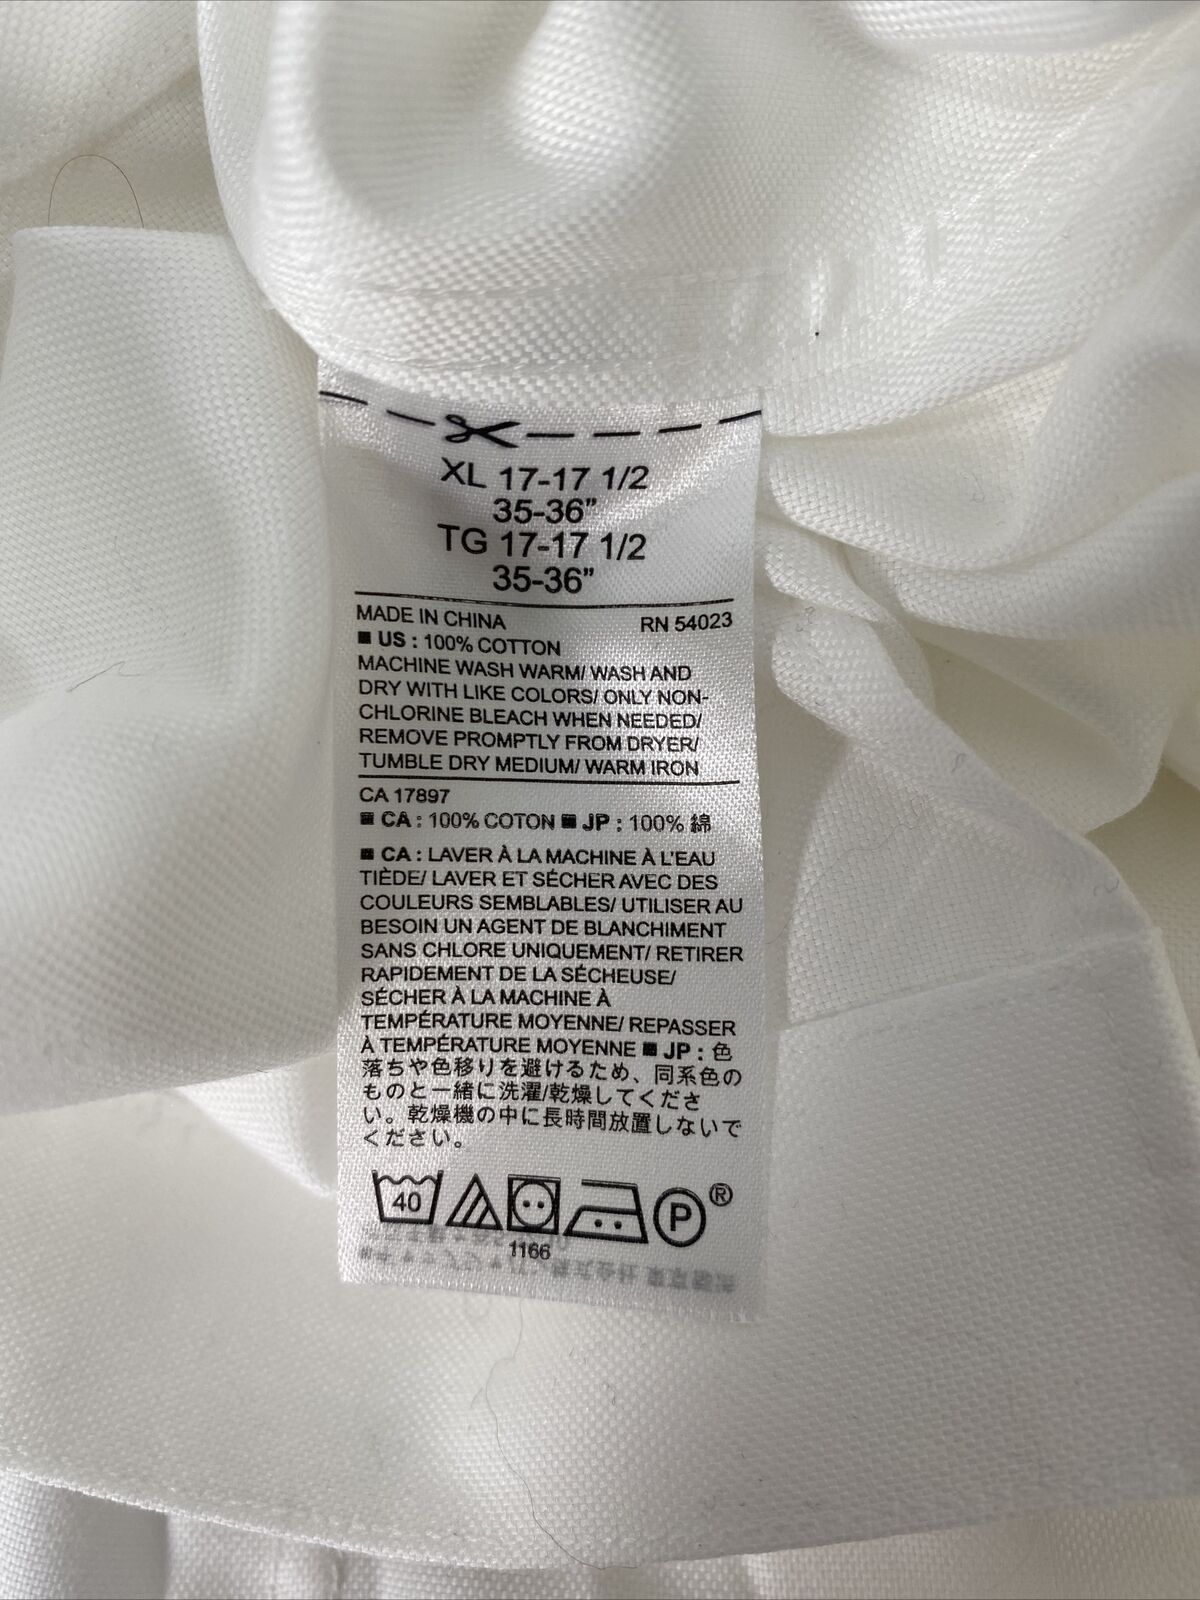 XL 17-17 1/2
35-36”
TG 17-17 1/2
35-36”
MADE IN CHINA RN 54023
■ US : 100% COTTON
MACHINE WASH WARM/ WASH AND
DRY WITH LIKE COLORS/ ONLY NON-
CHLORINE BLEACH WHEN NEEDED/
REMOVE PROMPTLY FROM DRYER/
TUMBLE DRY MEDIUM/ WARM IRON
CA 17897
■ CA : 100% COTON ■ JP : 100% 綿
■ CA : LAVER À LA MACHINE À L'EAU
TIÈDE/ LAVER ET SÉCHER AVEC DES
COULEURS SEMBLABLES/ UTILISER AU
BESOIN UN AGENT DE BLANCHIMENT
SANS CHLORE UNIQUEMENT/ RETIRER
RAPIDEMENT DE LA SÉCHEUSE/
SÉCHER À LA MACHINE À
TEMPÉRATURE MOYENNE/ REPASSER
À TEMPÉRATURE MOYENNE ■ JP : 色
落ちや色移りを避けるため、同系色の
ものと一緒に洗濯/乾燥してくださ
い。乾燥機の中に長時間放置しないで
ください。
40 P ®
1166